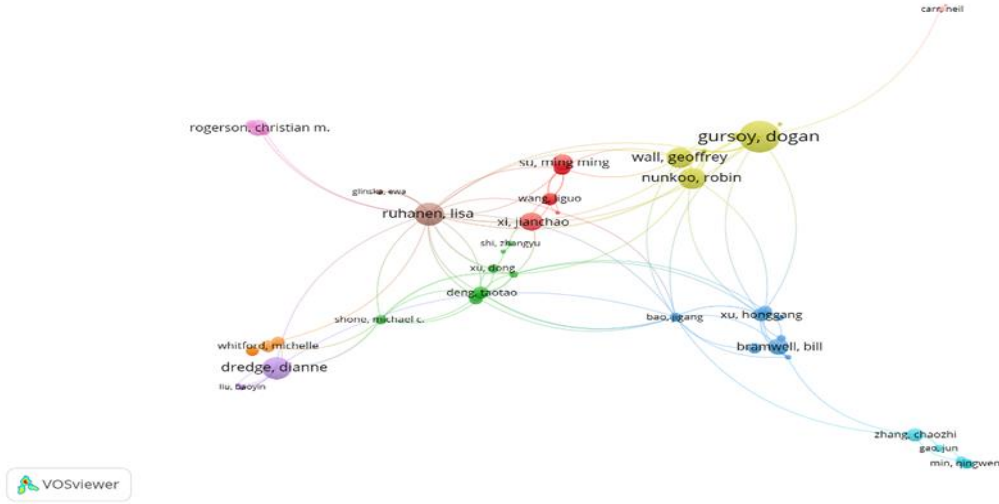 carr, neil
rogerson, christian m.
gursoy, dogan
su, ming ming
wall, geoffrey
nunkoo, robin
glinska, ewa
wang, liguo
ruhanen, lisa
xi, jianchao
shi, zhangyu
xu, dong
deng, taotao
shone, michael c.
bao, jigang
xu, honggang
whitford, michelle
bramwell, bill
dredge, dianne
liu, baoyin
zhang, chaozhi
gao, jun
min, ningwen
VOSviewer